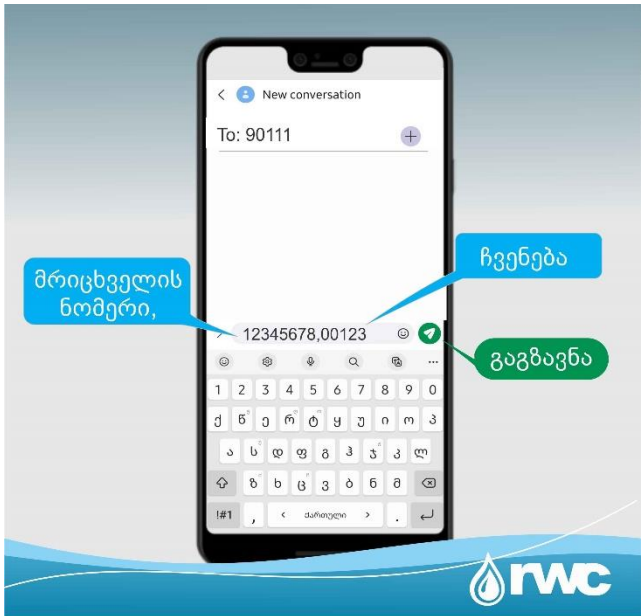 New conversation
To: 90111
ჩვენება
მრიცხველის
ნომერი,
12345678,00123
გაგზავნა
1 2 3 4 5 6 7 8 9 0
ქ წ ე რ ტ ყ უ ი ო პ
ა ს დ ფ გ ჰ ჯ კ ლ
ზ ხ ც ვ ბ ნ მ
!#1 , < ქართული > .
rwc